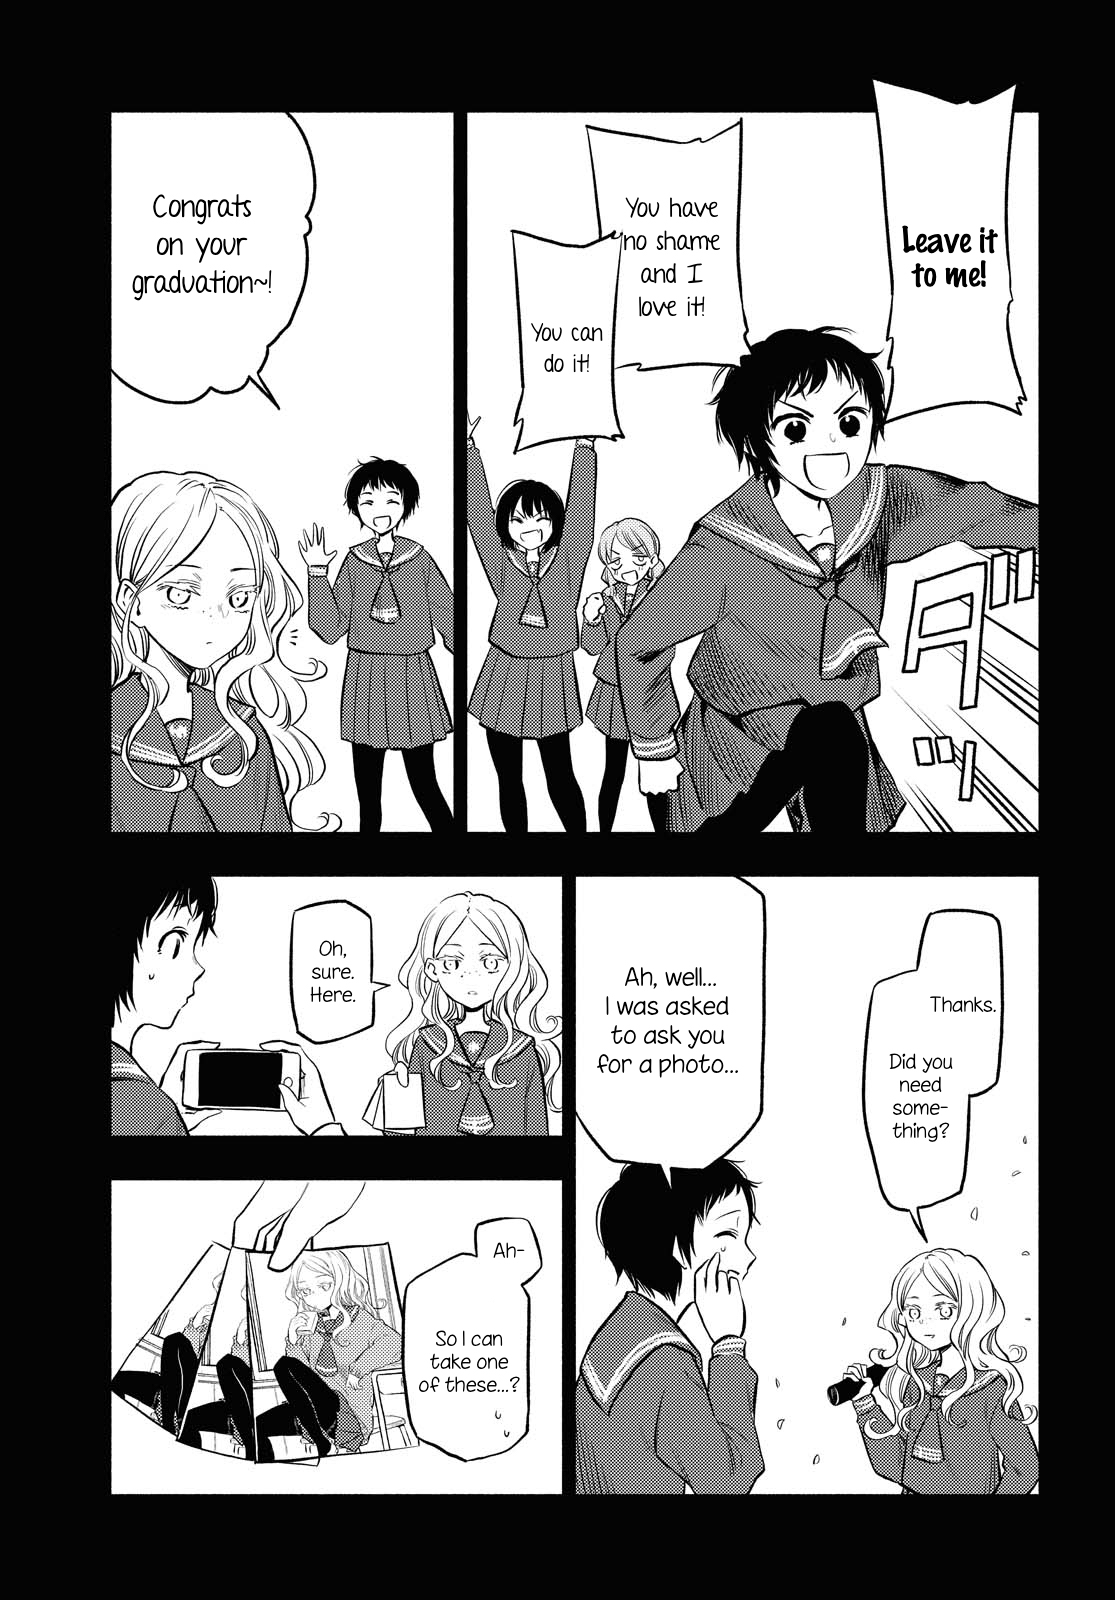 Leave it
to me!
You have
no shame
and I
love it!
You can
do it!
ダダダッ
Congrats
on your
graduation~!
Thanks.
Did you
need
some-
thing?
Ah, well...
I was asked
to ask you
for a photo...
Oh,
sure.
Here.
Ah-
So I can
take one
of these...?